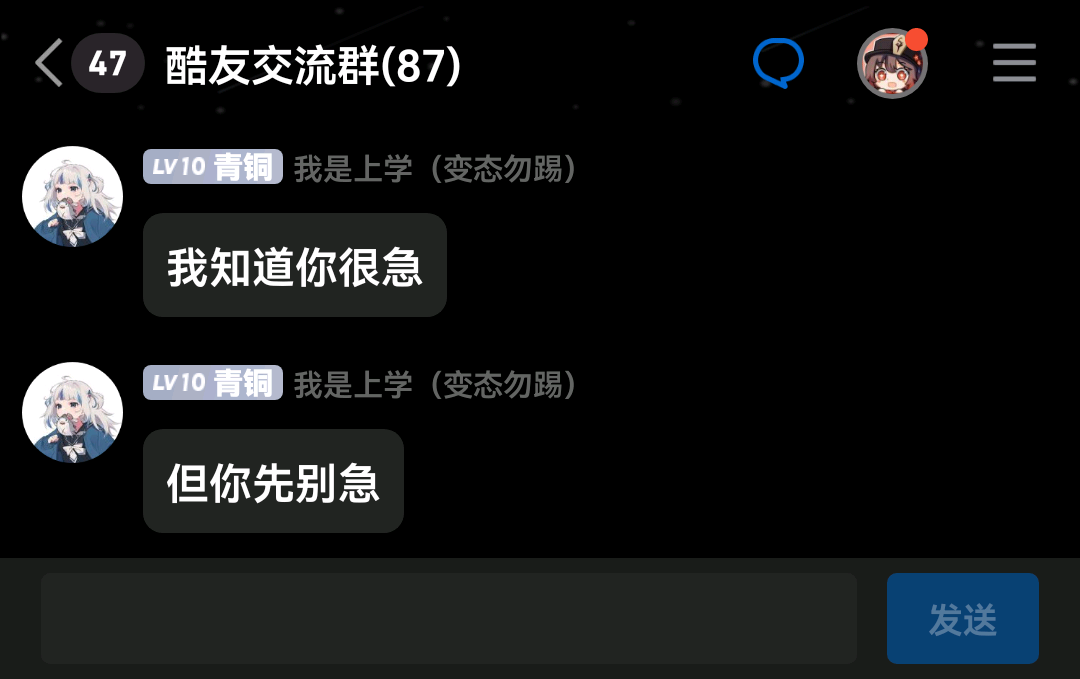 47 酷友交流群(87)
LV10 青铜 我是上学（变态勿踢）
我知道你很急
LV10 青铜 我是上学（变态勿踢）
但你先别急
发送